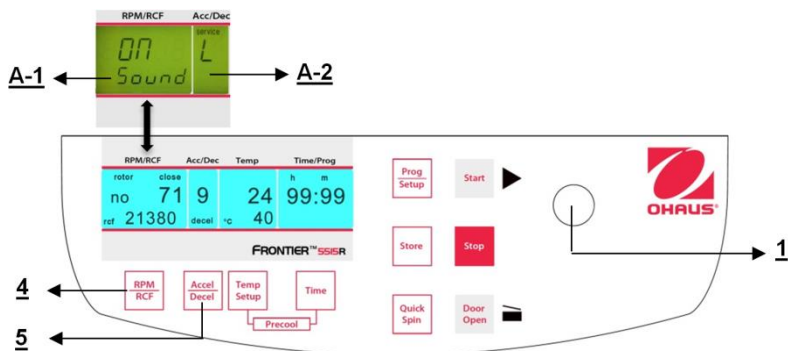 RPM/RCF Acc/Dec
SERVICE
ON L
Sound
A-1 A-2
RPM/RCF Acc/Dec Temp Time/Prog
rotor close h m
no 71 9 24 99:99
rcf 21380 decel °C 40
FRONTIER™ 5515R
Prog
Setup
Start
OHAUS®
Store
Stop
1
4
RPM
RCF
Accel
Decel
Temp
Setup
Time
Quick
Spin
Door
Open
5
Precool